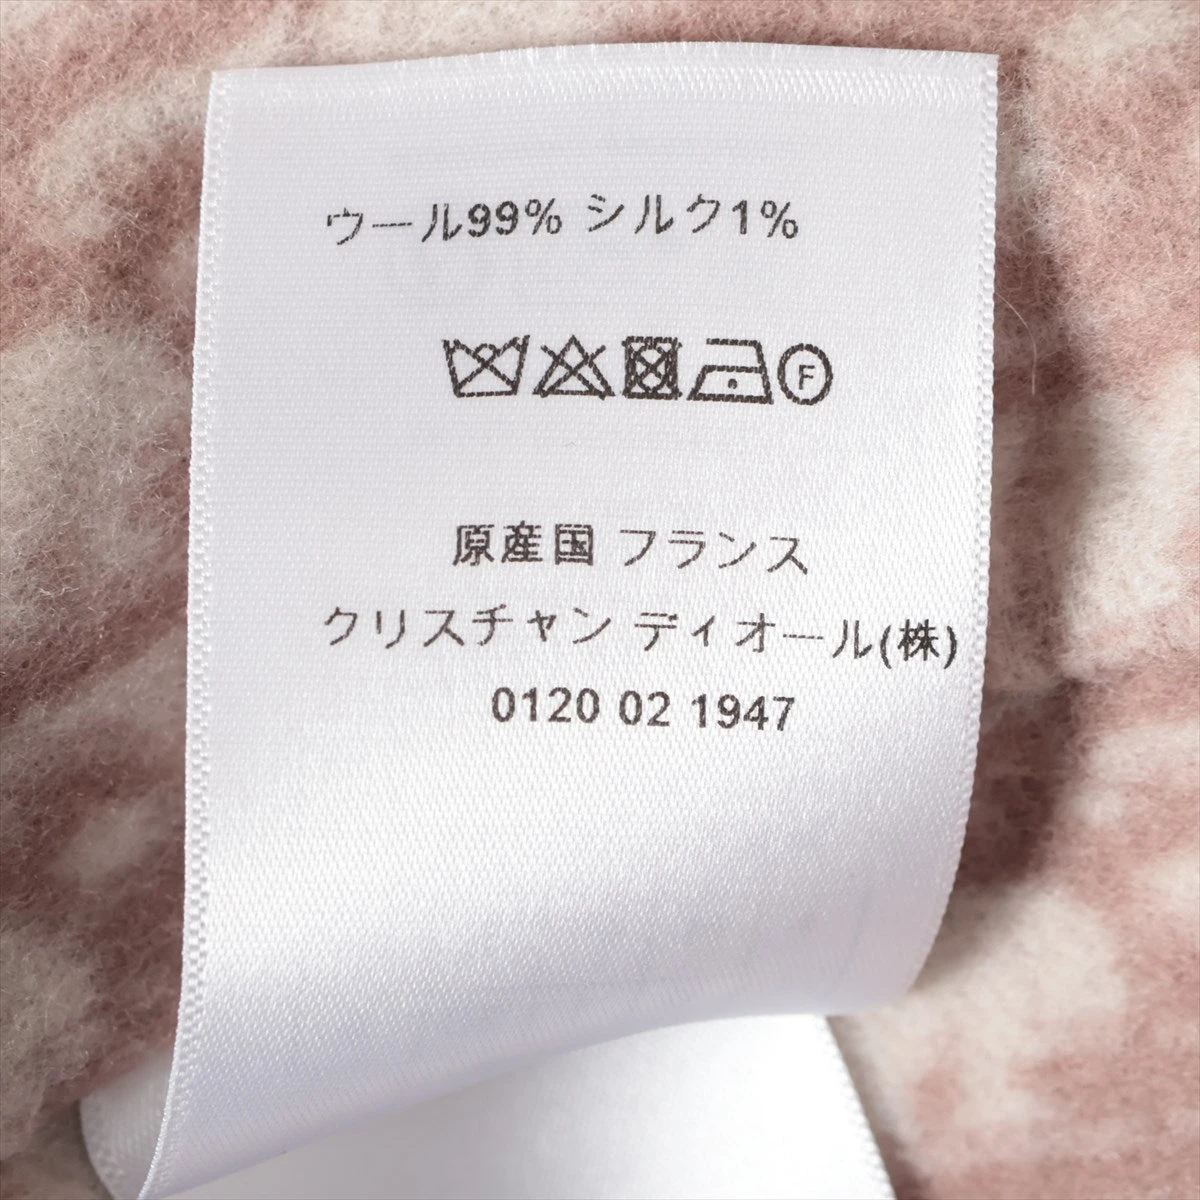 ウール99% シルク1%
F
原産国 フランス
クリスチャン ディオール(株)
0120 02 1947